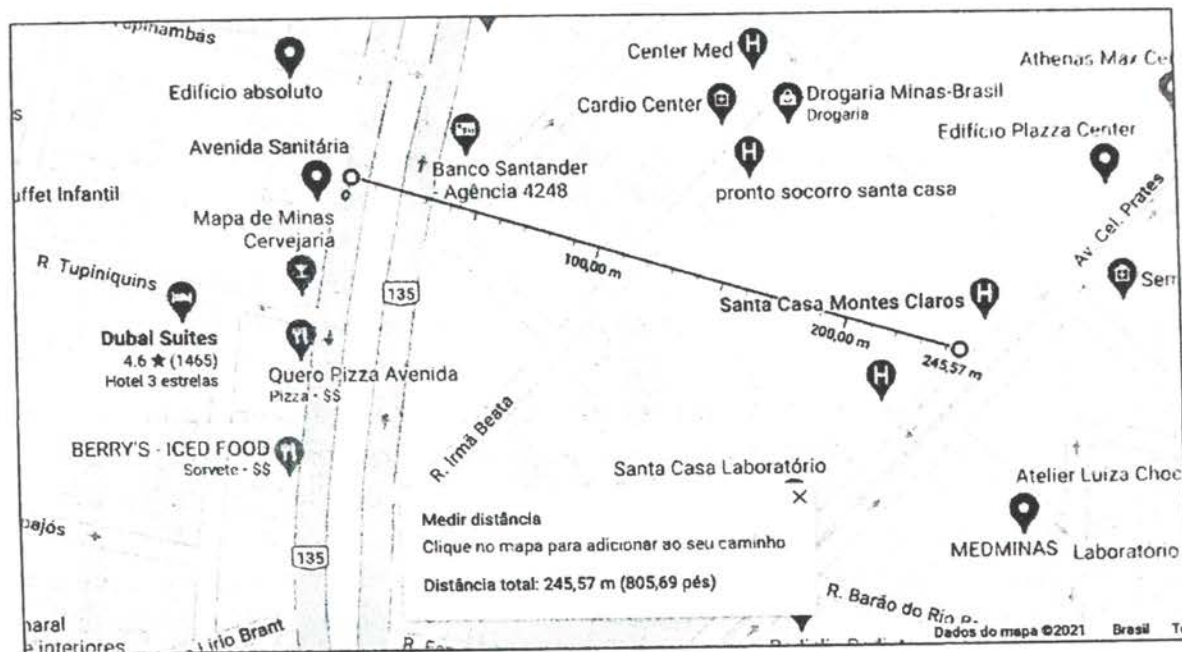 Edifício absoluto
Center Med
Athenas Max
Cardio Center
Drogaria Minas-Brasil
Drogaria
Edifício Plazza Center
Avenida Sanitária
Banco Santander
- Agência 4248
pronto socorro santa casa
uffet Infantil
0
Mapa de Minas
Cervejaria
Av. Cel. Prates
R. Tupiniquins
100,00 m
135
Santa Casa Montes Claros
200,00 m
245,57 m
Dubai Suites
4.6 ★ (1465)
Hotel 3 estrelas
Quero Pizza Avenida
Pizza - $$
R. Irmã Beata
BERRY'S - ICED FOOD
Sorvete - $$
Santa Casa Laboratório
Atelier Luiza
MEDMINAS
Laboratório
Medir distância
Clique no mapa para adicionar ao seu caminho
Distância total: 245,57 m (805,69 pés)
135
R. Barão do Rio
Lírio Brant
e interiores
Dados do mapa ©2021
Brasil